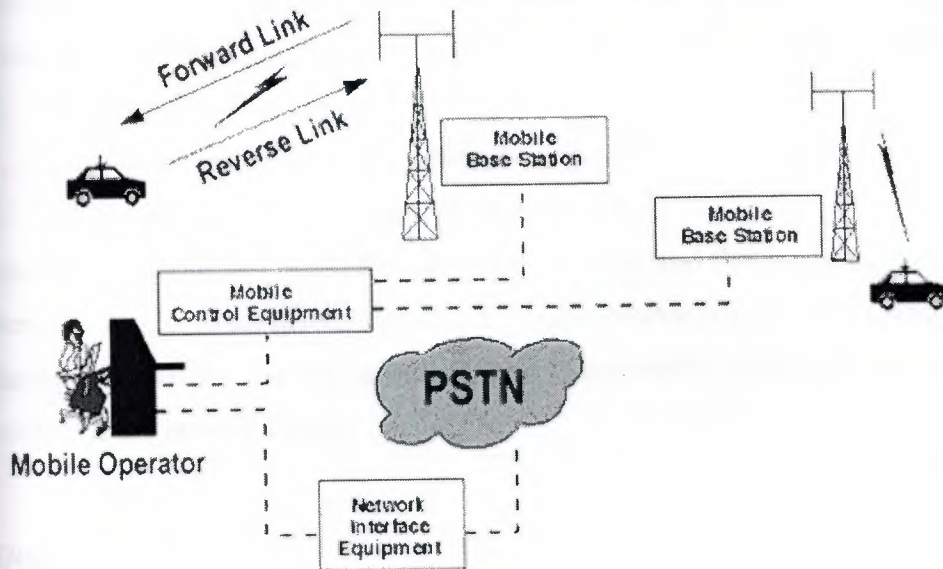 Forward Link
Reverse Link
Mobile
Base Station
Mobile
Base Station
Mobile
Control Equipment
PSTN
Mobile Operator
Network
Interface
Equipment